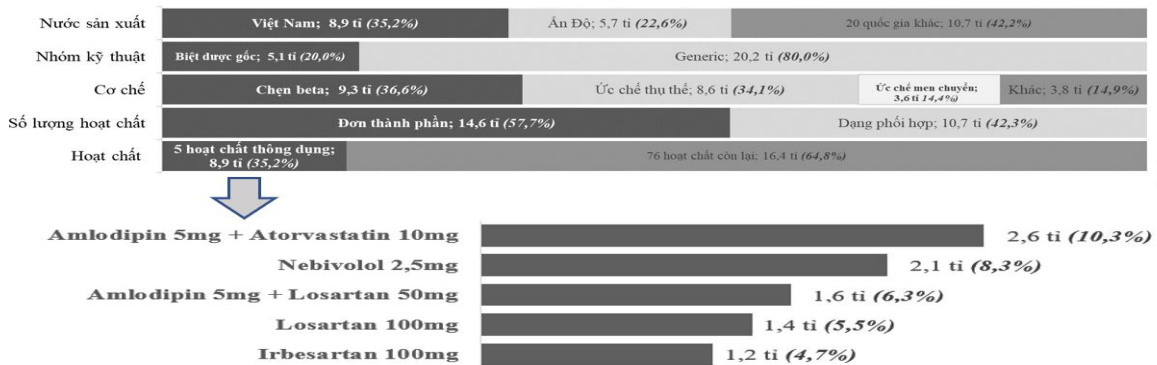 Nước sản xuất
Việt Nam; 8,9 tỉ (35,2%)
Ấn Độ; 5,7 tỉ (22,6%)
20 quốc gia khác; 10,7 tỉ (42,2%)
Nhóm kỹ thuật
Biệt dược gốc; 5,1 tỉ (20,0%)
Generic; 20,2 tỉ (80,0%)
Cơ chế
Chẹn beta; 9,3 tỉ (36,6%)
Ức chế thụ thể; 8,6 tỉ (34,1%)
Ức chế men chuyển;
3,6 tỉ 14,4%)
Khác; 3,8 tỉ (14,9%)
Số lượng hoạt chất
Đơn thành phần; 14,6 tỉ (57,7%)
Dạng phối hợp; 10,7 tỉ (42,3%)
Hoạt chất
5 hoạt chất thông dụng;
8,9 tỉ (35,2%)
76 hoạt chất còn lại; 16,4 tỉ (64,8%)
Amlodipin 5mg + Atorvastatin 10mg
2,6 tỉ (10,3%)
Nebivolol 2,5mg
2,1 tỉ (8,3%)
Amlodipin 5mg + Losartan 50mg
1,6 tỉ (6,3%)
Losartan 100mg
1,4 tỉ (5,5%)
Irbesartan 100mg
1,2 tỉ (4,7%)